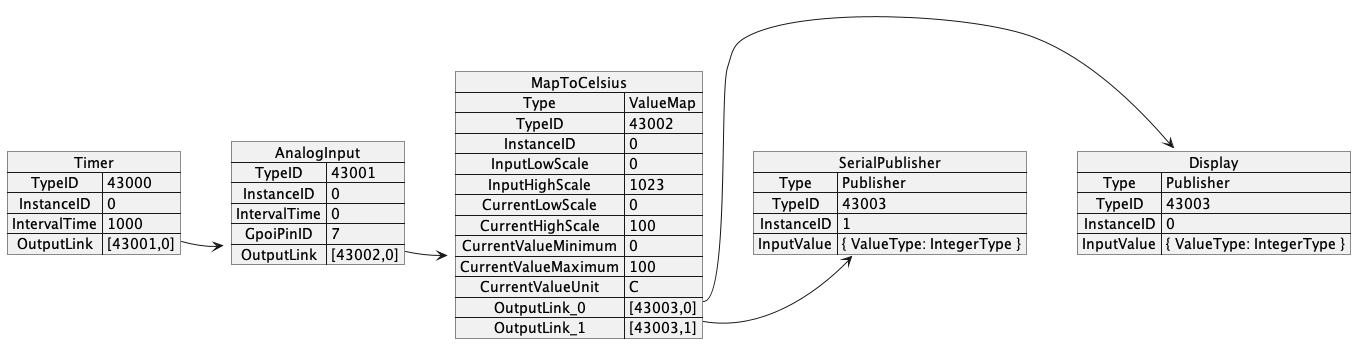 Timer
TypeID 43000
InstanceID 0
IntervalTime 1000
OutputLink [43001,0]
AnalogInput
TypeID 43001
InstanceID 0
IntervalTime 0
GpoiPinID 7
OutputLink [43002,0]
MapToCelsius
Type ValueMap
TypeID 43002
InstanceID 0
InputLowScale 0
InputHighScale 1023
CurrentLowScale 0
CurrentHighScale 100
CurrentValueMinimum 0
CurrentValueMaximum 100
CurrentValueUnit C
OutputLink_0 [43003,0]
OutputLink_1 [43003,1]
SerialPublisher
Type Publisher
TypeID 43003
InstanceID 1
InputValue { ValueType: IntegerType }
Display
Type Publisher
TypeID 43003
InstanceID 0
InputValue { ValueType: IntegerType }